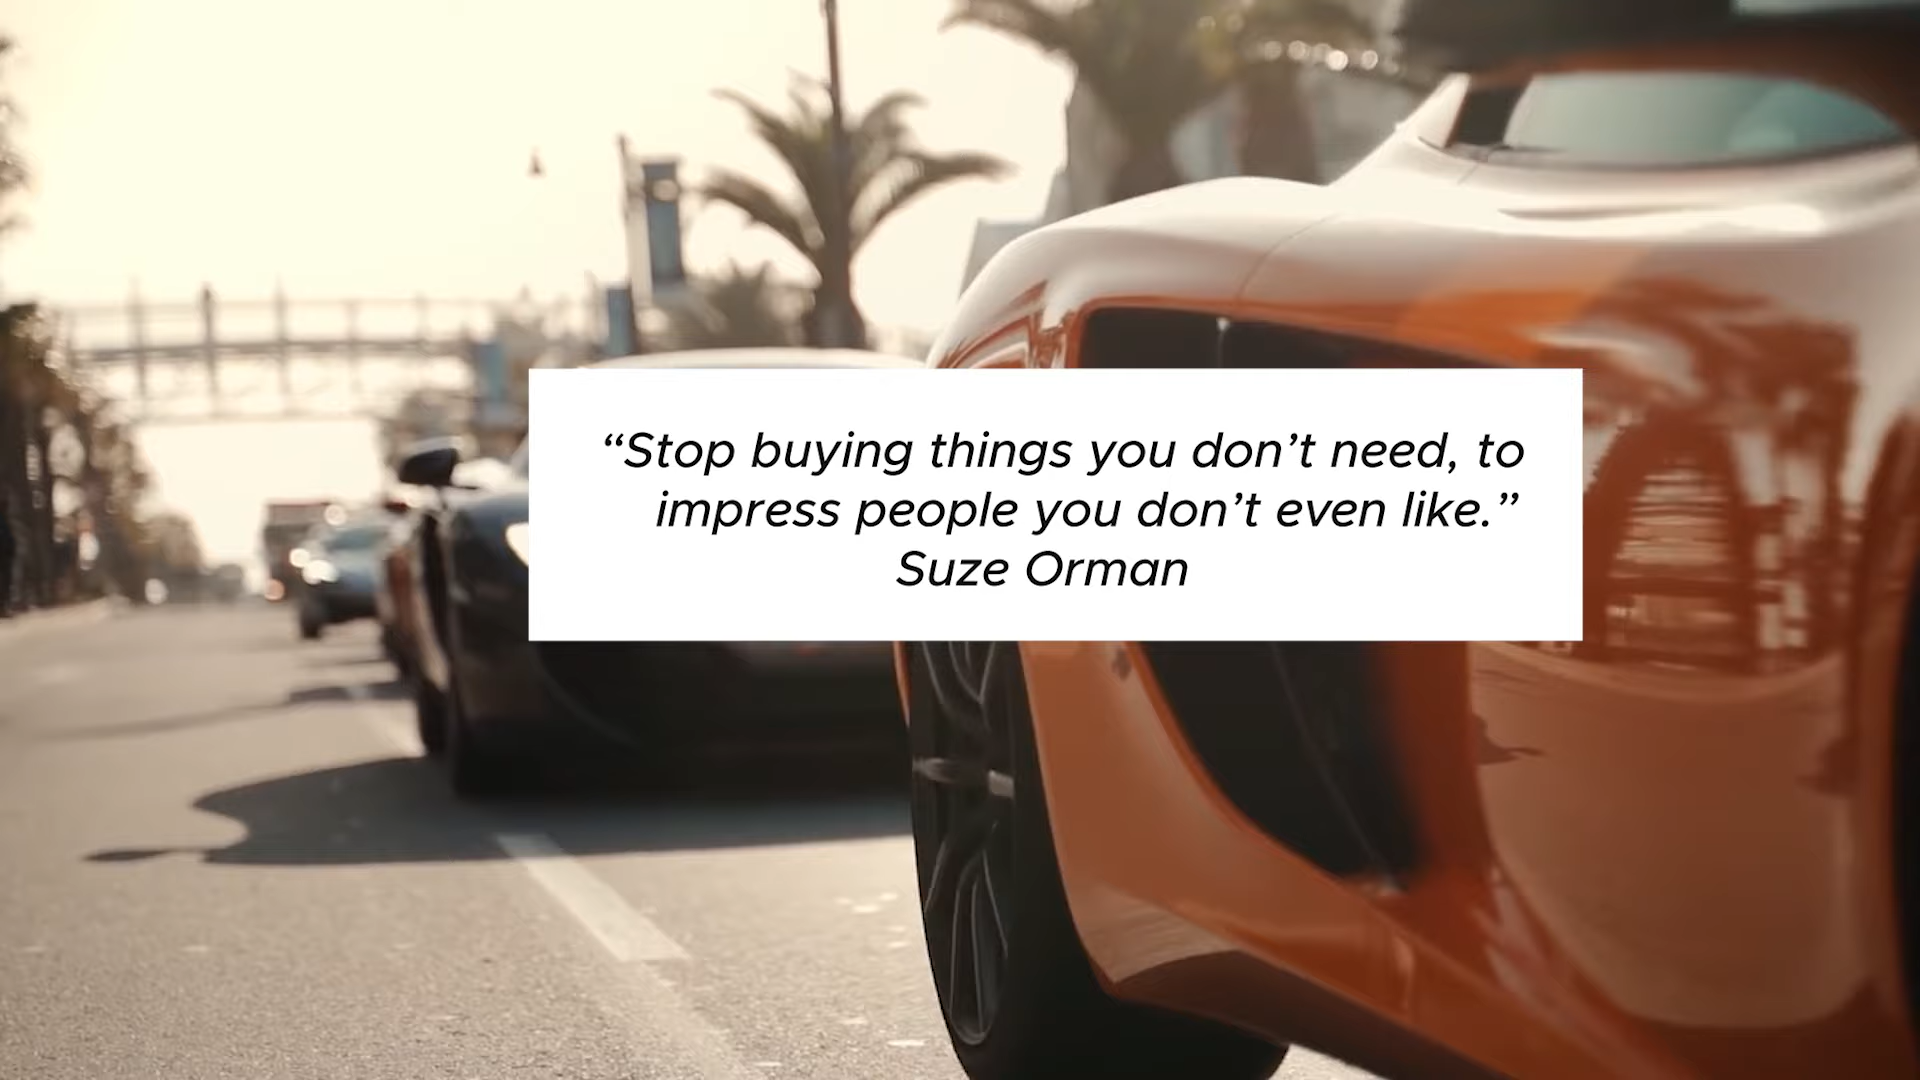 “Stop buying things you don’t need, to
impress people you don’t even like.”
Suze Orman